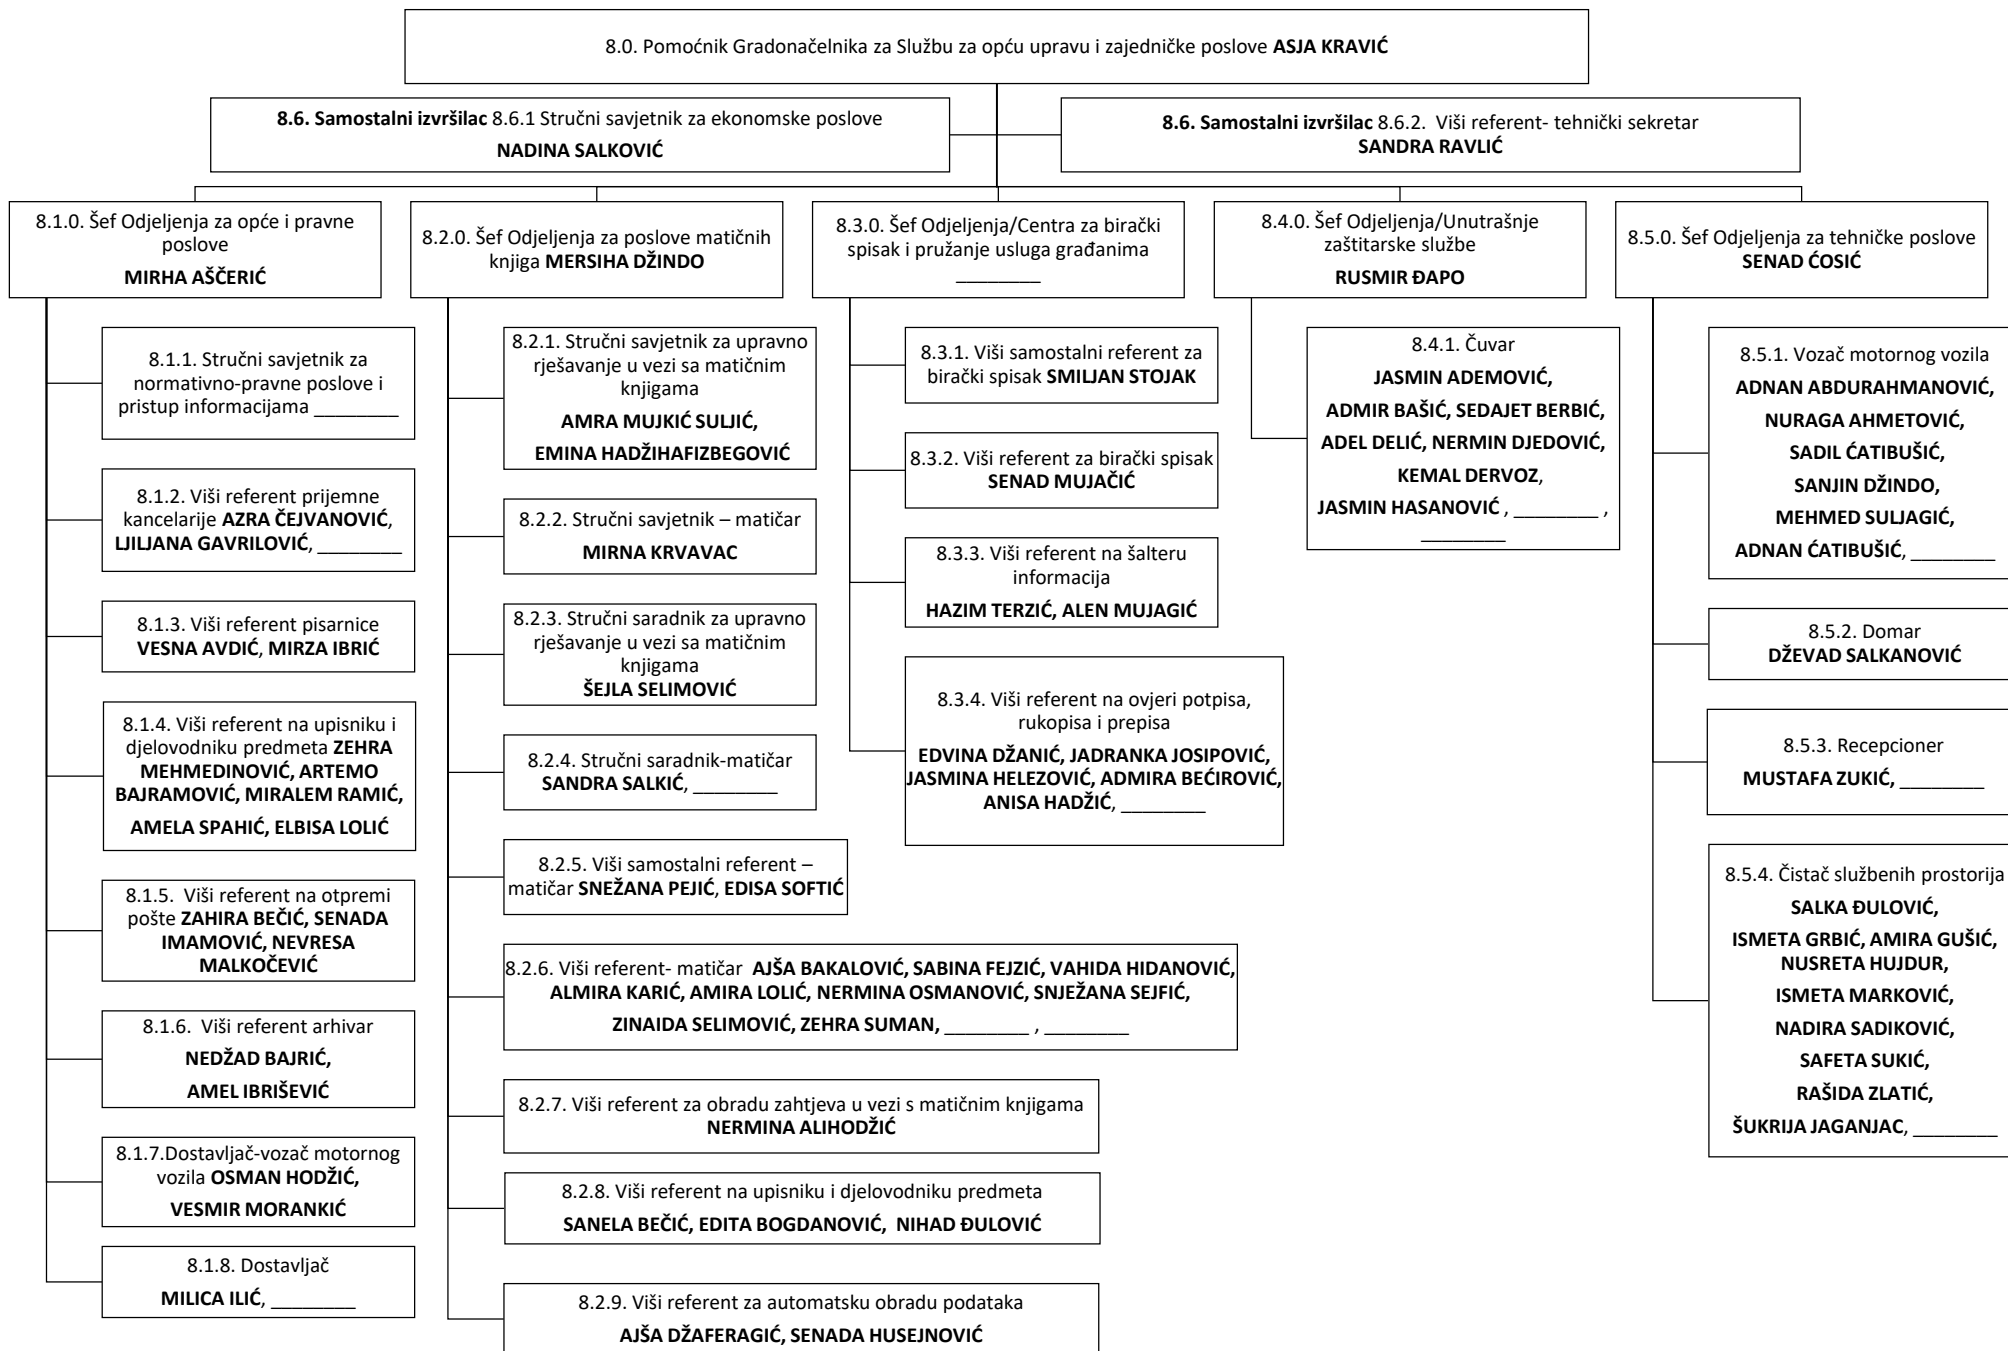 8.0. Pomoćnik Gradonačelnika za Službu za opću upravu i zajedničke poslove ASJA KRAVIĆ
8.6. Samostalni izvršilac 8.6.1 Stručni savjetnik za ekonomske poslove
NADINA SALKOVIĆ
8.6. Samostalni izvršilac 8.6.2. Viši referent- tehnički sekretar
SANDRA RAVLIĆ
8.1.0. Šef Odjeljenja za opće i pravne
poslove
MIRHA AŠČERIĆ
8.1.1. Stručni savjetnik za
normativno-pravne poslove i
pristup informacijama ________
8.1.2. Viši referent prijemne
kancelarije AZRA ČEJVANOVIĆ,
LJILJANA GAVRILOVIĆ, ________
8.1.3. Viši referent pisarnice
VESNA AVDIĆ, MIRZA IBRIĆ
8.1.4. Viši referent na upisniku i
djelovodniku predmeta ZEHRA
MEHMEDINOVIĆ, ARTEMO
BAJRAMOVIĆ, MIRALEM RAMIĆ,
AMELA SPAHIĆ, ELBISA LOLIĆ
8.1.5. Viši referent na otpremi
pošte ZAHIRA BEČIĆ, SENADA
IMAMOVIĆ, NEVRESA
MALKOČEVIĆ
8.1.6. Viši referent arhivar
NEDŽAD BAJRIĆ,
AMEL IBRIŠEVIĆ
8.1.7.Dostavljač-vozač motornog
vozila OSMAN HODŽIĆ,
VESMIR MORANKIĆ
8.1.8. Dostavljač
MILICA ILIĆ, ________
8.2.0. Šef Odjeljenja za poslove matičnih
knjiga MERSIHA DŽINDO
8.2.1. Stručni savjetnik za upravno
rješavanje u vezi sa matičnim
knjigama
AMRA MUJKIĆ SULJIĆ,
EMINA HADŽIHAFIZBEGOVIĆ
8.2.2. Stručni savjetnik – matičar
MIRNA KRVAVAC
8.2.3. Stručni saradnik za upravno
rješavanje u vezi sa matičnim
knjigama
ŠEJLA SELIMOVIĆ
8.2.4. Stručni saradnik-matičar
SANDRA SALKIĆ, ________
8.2.5. Viši samostalni referent –
matičar SNEŽANA PEJIĆ, EDISA SOFTIĆ
8.2.6. Viši referent- matičar AJŠA BAKALOVIĆ, SABINA FEJZIĆ, VAHIDA HIDANOVIĆ,
ALMIRA KARIĆ, AMIRA LOLIĆ, NERMINA OSMANOVIĆ, SNJEŽANA SEJFIĆ,
ZINAIDA SELIMOVIĆ, ZEHRA SUMAN, ________ , ________
8.2.7. Viši referent za obradu zahtjeva u vezi s matičnim knjigama
NERMINA ALIHODŽIĆ
8.2.8. Viši referent na upisniku i djelovodniku predmeta
SANELA BEČIĆ, EDITA BOGDANOVIĆ, NIHAD ĐULOVIĆ
8.2.9. Viši referent za automatsku obradu podataka
AJŠA DŽAFERAGIĆ, SENADA HUSEJNOVIĆ
8.3.0. Šef Odjeljenja/Centra za birački
spisak i pružanje usluga građanima
________
8.3.1. Viši samostalni referent za
birački spisak SMILJAN STOJAK
8.3.2. Viši referent za birački spisak
SENAD MUJAČIĆ
8.3.3. Viši referent na šalteru
informacija
HAZIM TERZIĆ, ALEN MUJAGIĆ
8.3.4. Viši referent na ovjeri potpisa,
rukopisa i prepisa
EDVINA DŽANIĆ, JADRANKA JOSIPOVIĆ,
JASMINA HELEZOVIĆ, ADMIRA BEĆIROVIĆ,
ANISA HADŽIĆ, ________
8.4.0. Šef Odjeljenja/Unutrašnje
zaštitarske službe
RUSMIR ĐAPO
8.4.1. Čuvar
JASMIN ADEMOVIĆ,
ADMIR BAŠIĆ, SEDAJET BERBIĆ,
ADEL DELIĆ, NERMIN DJEDOVIĆ,
KEMAL DERVOZ,
JASMIN HASANOVIĆ , ________ ,
________
8.5.0. Šef Odjeljenja za tehničke poslove
SENAD ĆOSIĆ
8.5.1. Vozač motornog vozila
ADNAN ABDURAHMANOVIĆ,
NURAGA AHMETOVIĆ,
SADIL ĆATIBUŠIĆ,
SANJIN DŽINDO,
MEHMED SULJAGIĆ,
ADNAN ĆATIBUŠIĆ, ________
8.5.2. Domar
DŽEVAD SALKANOVIĆ
8.5.3. Recepcioner
MUSTAFA ZUKIĆ, ________
8.5.4. Čistač službenih prostorija
SALKA ĐULOVIĆ,
ISMETA GRBIĆ, AMIRA GUŠIĆ,
NUSRETA HUJDUR,
ISMETA MARKOVIĆ,
NADIRA SADIKOVIĆ,
SAFETA SUKIĆ,
RAŠIDA ZLATIĆ,
ŠUKRIJA JAGANJAC, ________